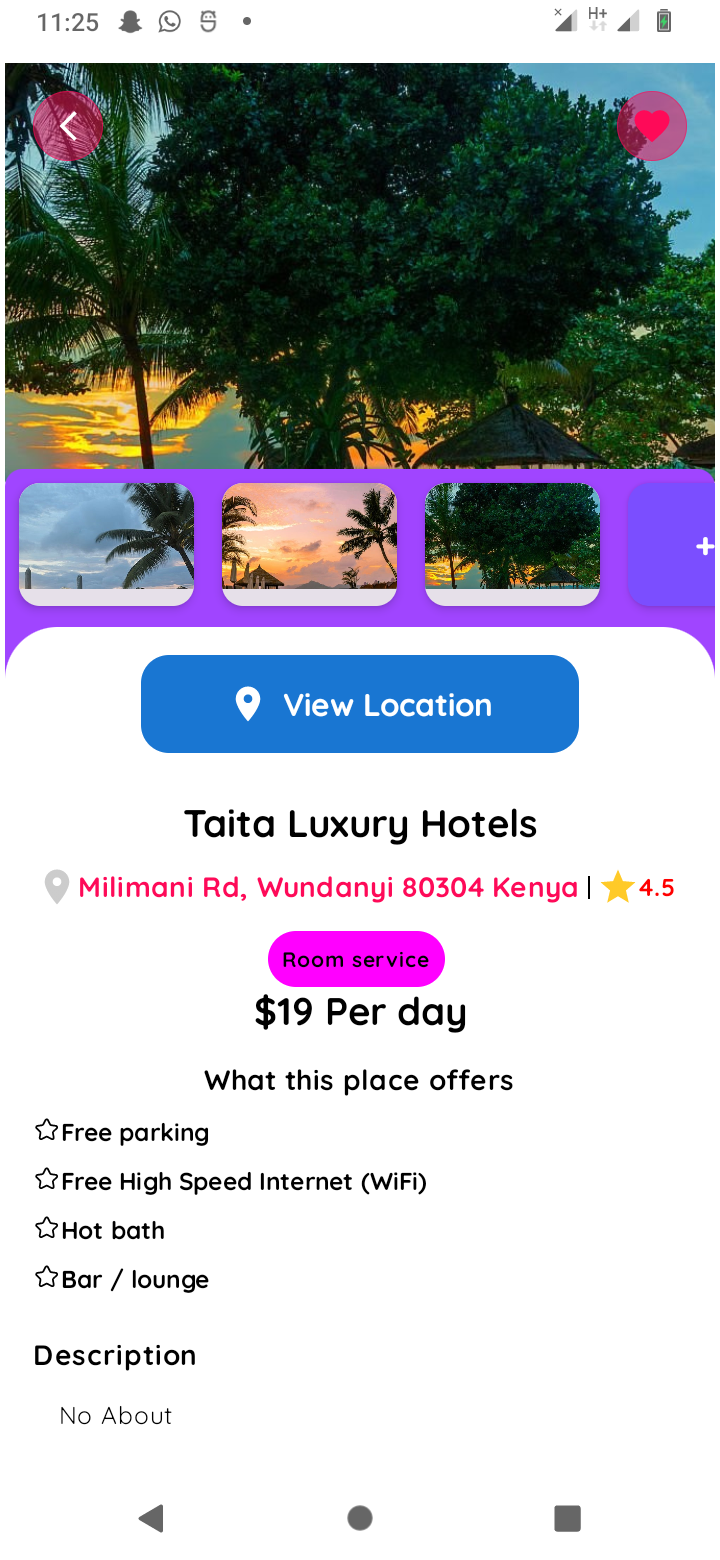 11:25
H+
+
View Location
Taita Luxury Hotels
Milimani Rd, Wundanyi 80304 Kenya | 4.5
Room service
$19 Per day
What this place offers
Free parking
Free High Speed Internet (WiFi)
Hot bath
Bar / lounge
Description
No About